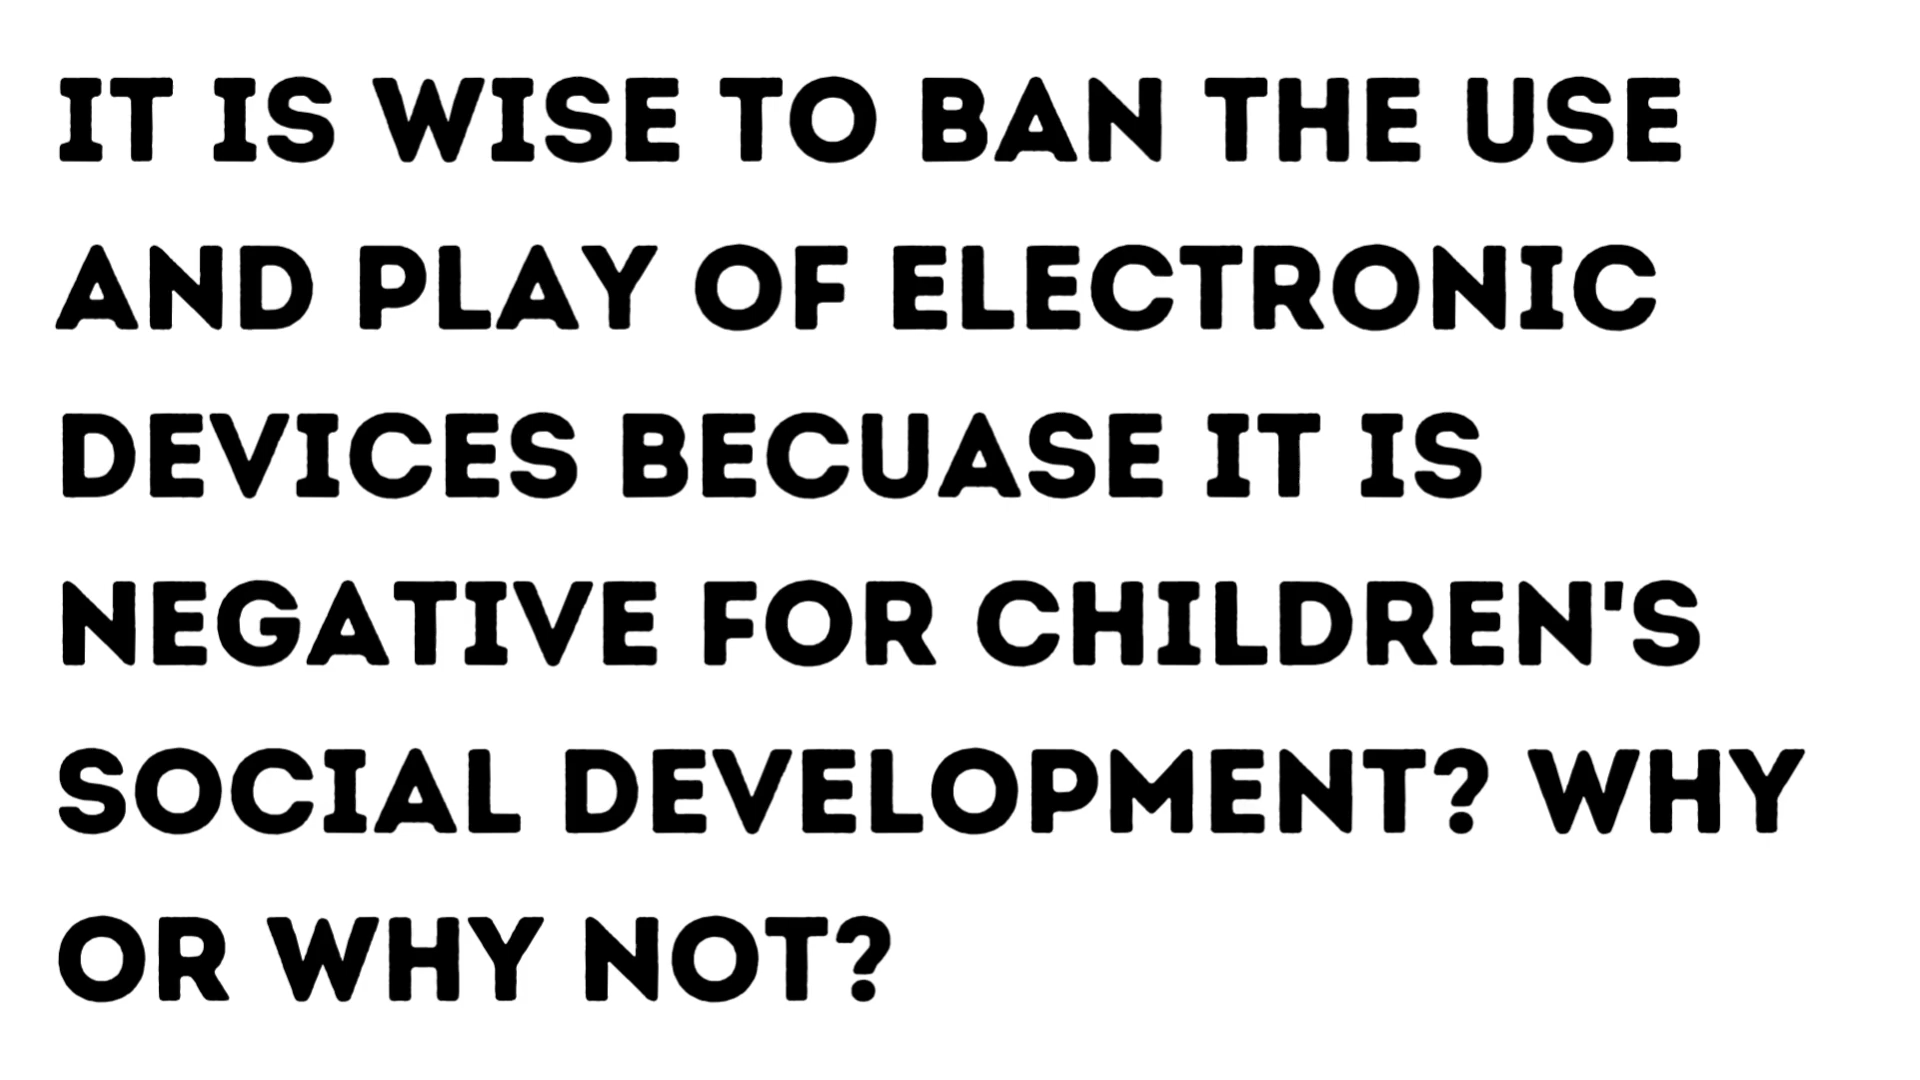 IT IS WISE TO BAN THE USE
AND PLAY OF ELECTRONIC
DEVICES BECUASE IT IS
NEGATIVE FOR CHILDREN'S
SOCIAL DEVELOPMENT? WHY
OR WHY NOT?